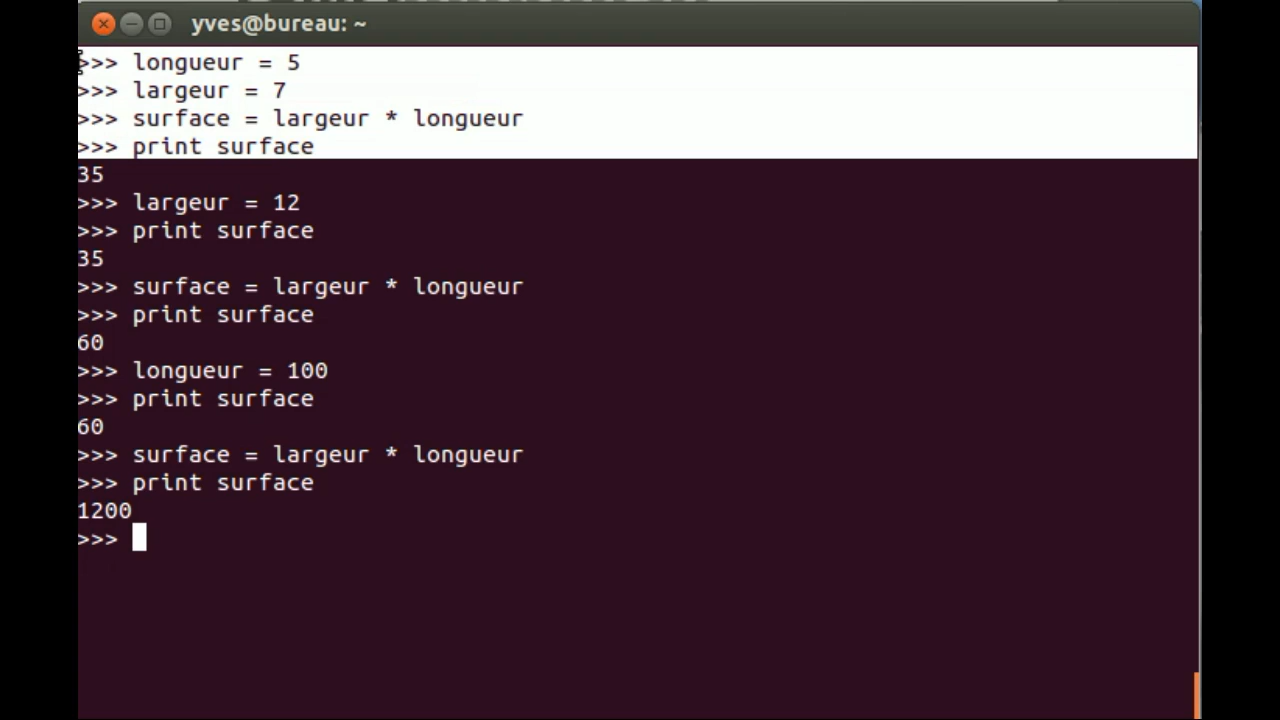 yves@bureau: ~
>>> longueur = 5
>>> largeur = 7
>>> surface = largeur * longueur
>>> print surface
35
>>> largeur = 12
>>> print surface
35
>>> surface = largeur * longueur
>>> print surface
60
>>> longueur = 100
>>> print surface
60
>>> surface = largeur * longueur
>>> print surface
1200
>>>